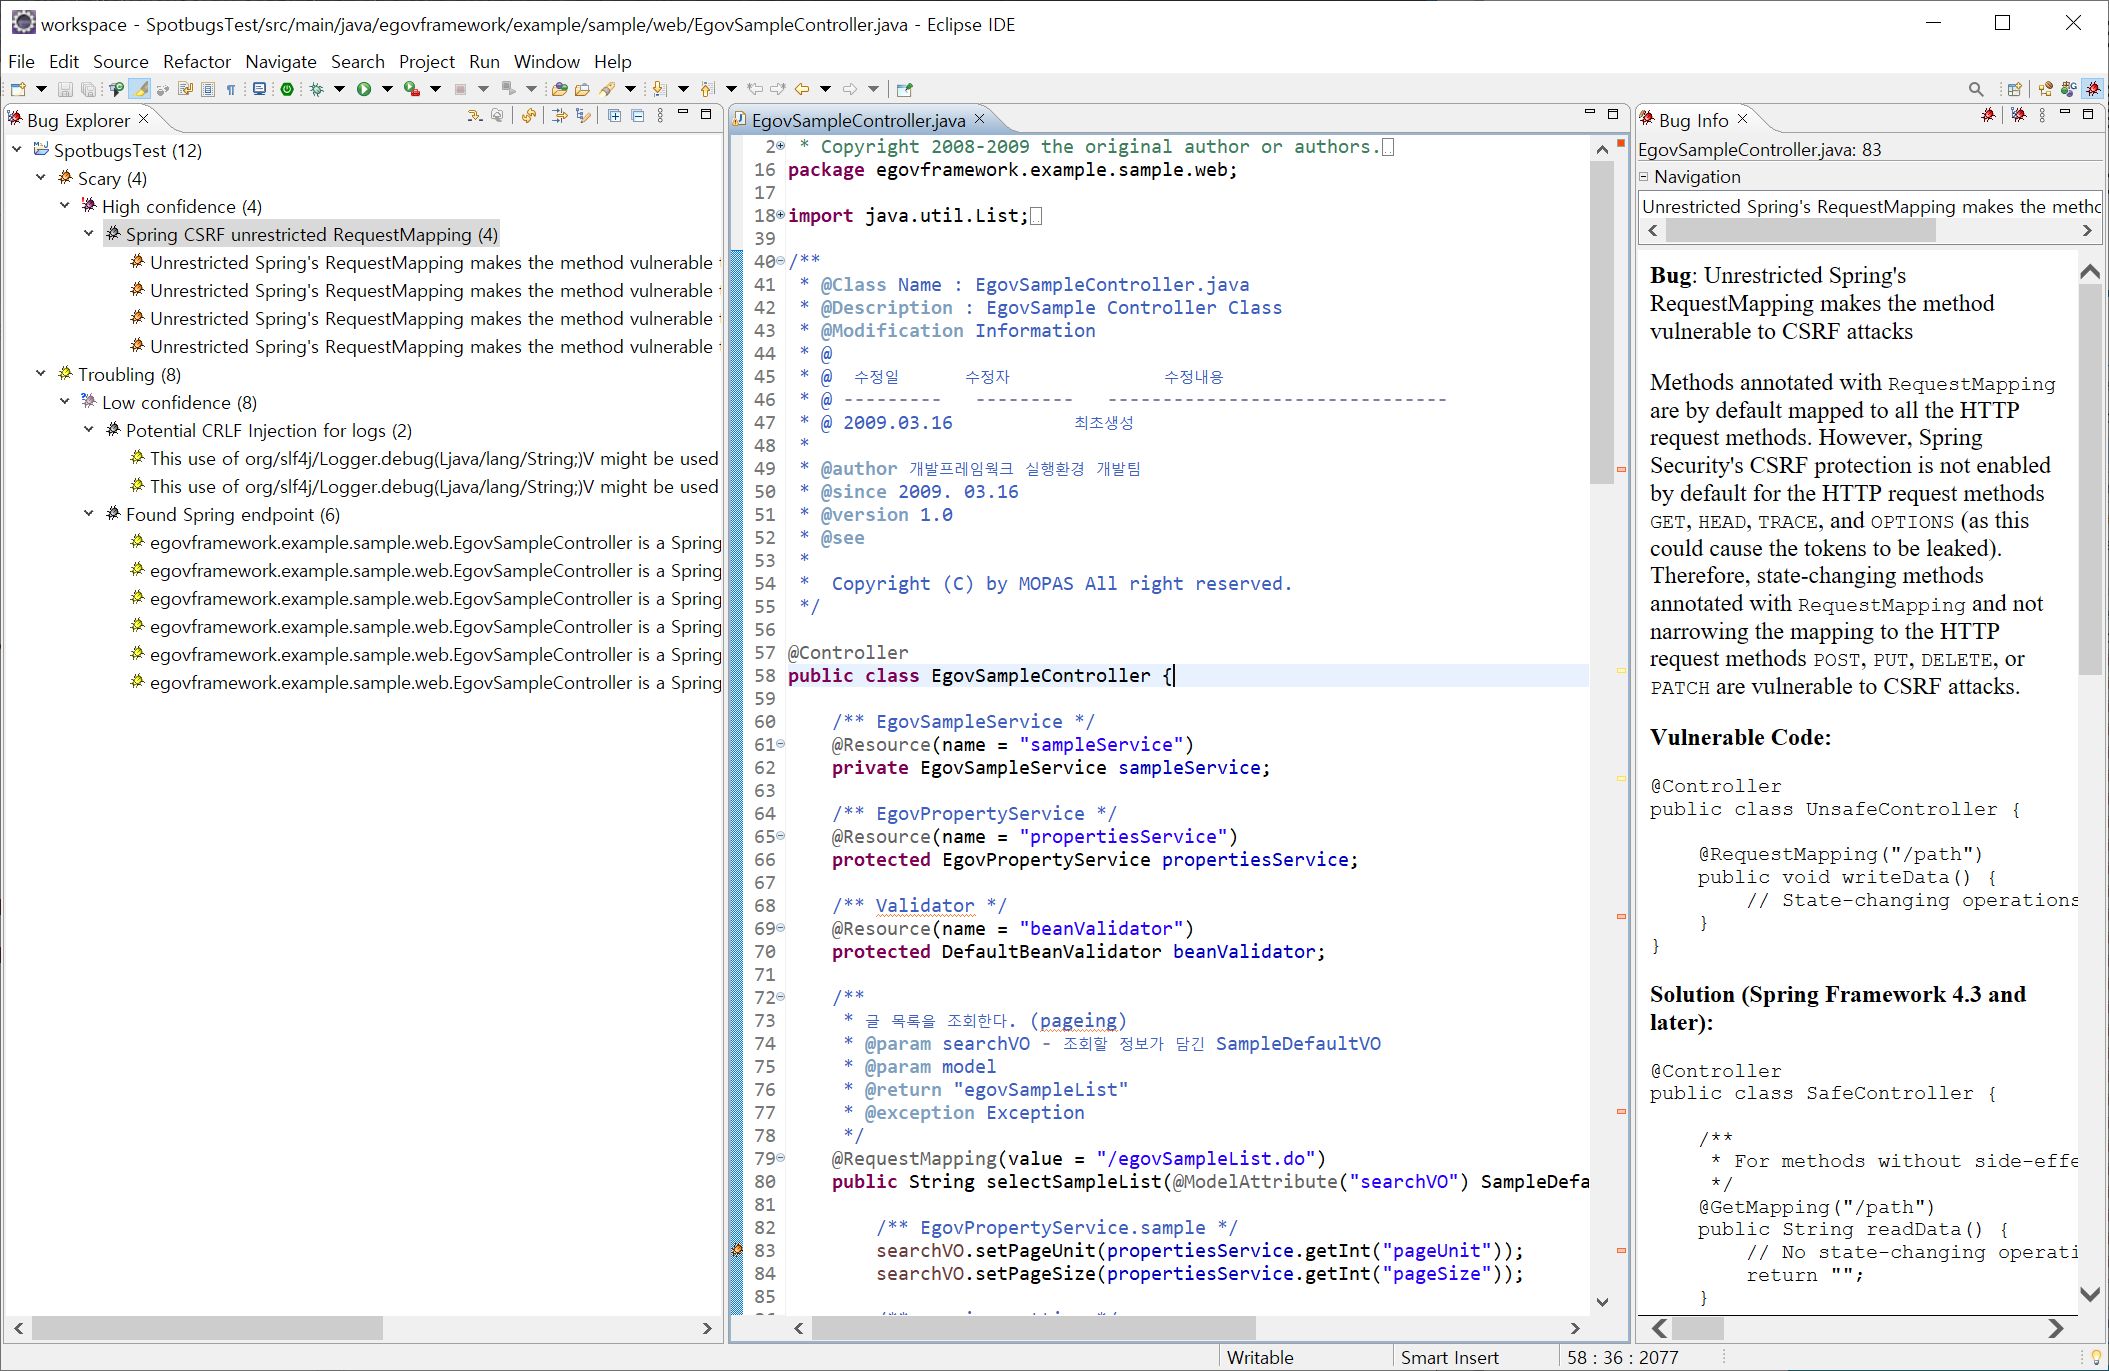 workspace - SpotbugsTest/src/main/java/egovframework/example/sample/web/EgovSampleController.java - Eclipse IDE
File Edit Source Refactor Navigate Search Project Run Window Help
Bug Explorer
SpotbugsTest (12)
Scary (4)
High confidence (4)
Spring CSRF unrestricted RequestMapping (4)
Unrestricted Spring's RequestMapping makes the method vulnerable
Unrestricted Spring's RequestMapping makes the method vulnerable
Unrestricted Spring's RequestMapping makes the method vulnerable
Unrestricted Spring's RequestMapping makes the method vulnerable
Troubling (8)
Low confidence (8)
Potential CRLF Injection for logs (2)
This use of org/slf4j/Logger.debug(Ljava/lang/String;)V might be used
This use of org/slf4j/Logger.debug(Ljava/lang/String;)V might be used
Found Spring endpoint (6)
egovframework.example.sample.web.EgovSampleController is a Spring
egovframework.example.sample.web.EgovSampleController is a Spring
egovframework.example.sample.web.EgovSampleController is a Spring
egovframework.example.sample.web.EgovSampleController is a Spring
egovframework.example.sample.web.EgovSampleController is a Spring
egovframework.example.sample.web.EgovSampleController is a Spring
EgovSampleController.java
2 * Copyright 2008-2009 the original author or authors.
16 package egovframework.example.sample.web;
17
18 import java.util.List;
39
40 /**
41 * @Class Name : EgovSampleController.java
42 * @Description : EgovSample Controller Class
43 * @Modification Information
44 * @
45 * @ 수정일 수정자 수정내용
46 * @ --------- --------- -------------------------------
47 * @ 2009.03.16 최초생성
48 *
49 * @author 개발프레임웍크 실행환경 개발팀
50 * @since 2009. 03.16
51 * @version 1.0
52 * @see
53 *
54 * Copyright (C) by MOPAS All right reserved.
55 */
56
57 @Controller
58 public class EgovSampleController {
59
60 /** EgovSampleService */
61 @Resource(name = "sampleService")
62 private EgovSampleService sampleService;
63
64 /** EgovPropertyService */
65 @Resource(name = "propertiesService")
66 protected EgovPropertyService propertiesService;
67
68 /** Validator */
69 @Resource(name = "beanValidator")
70 protected DefaultBeanValidator beanValidator;
71
72 /**
73 * 글 목록을 조회한다. (pageing)
74 * @param searchVO - 조회할 정보가 담긴 SampleDefaultVO
75 * @param model
76 * @return "egovSampleList"
77 * @exception Exception
78 */
79 @RequestMapping(value = "/egovSampleList.do")
80 public String selectSampleList(@ModelAttribute("searchVO") SampleDefa
81
82 /** EgovPropertyService.sample */
83 searchVO.setPageUnit(propertiesService.getInt("pageUnit"));
84 searchVO.setPageSize(propertiesService.getInt("pageSize"));
85
Bug Info
EgovSampleController.java: 83
Navigation
Unrestricted Spring's RequestMapping makes the metho
Bug: Unrestricted Spring's
RequestMapping makes the method
vulnerable to CSRF attacks
Methods annotated with RequestMapping
are by default mapped to all the HTTP
request methods. However, Spring
Security's CSRF protection is not enabled
by default for the HTTP request methods
GET, HEAD, TRACE, and OPTIONS (as this
could cause the tokens to be leaked).
Therefore, state-changing methods
annotated with RequestMapping and not
narrowing the mapping to the HTTP
request methods POST, PUT, DELETE, or
PATCH are vulnerable to CSRF attacks.
Vulnerable Code:
@Controller
public class UnsafeController {
@RequestMapping("/path")
public void writeData() {
// State-changing operations
}
}
Solution (Spring Framework 4.3 and
later):
@Controller
public class SafeController {
/**
* For methods without side-effe
*/
@GetMapping("/path")
public String readData() {
// No state-changing operati
return "";
}
Writable
Smart Insert
58 : 36 : 2077